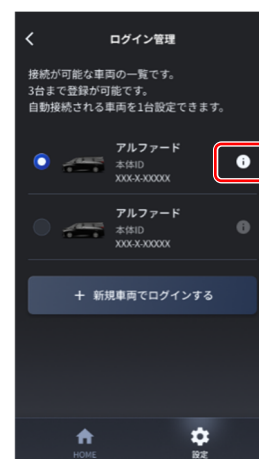 ログイン管理
接続が可能な車両の一覧です。
3台まで登録が可能です。
自動接続される車両を1台設定できます。
アルファード
本体ID
XXX-X-XXXXX
アルファード
本体ID
XXX-X-XXXXX
+ 新規車両でログインする
HOME
設定